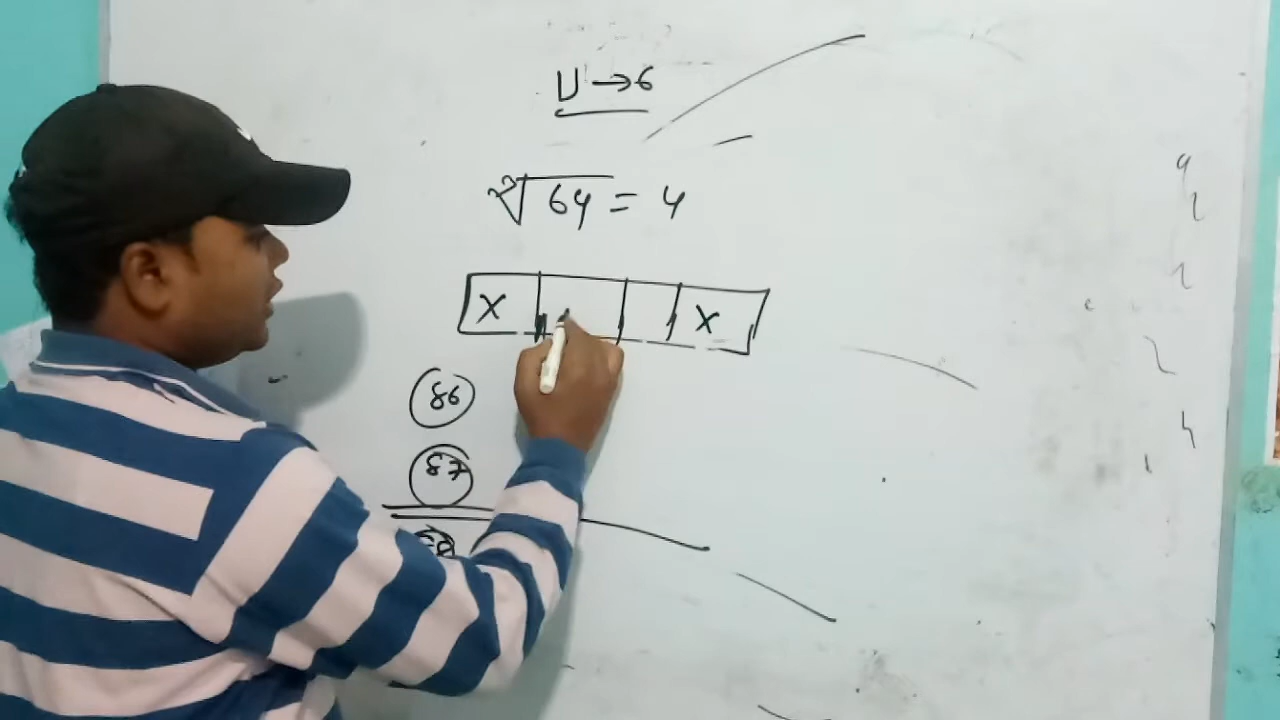 U → 6
∛64 = 4
X X
86
87